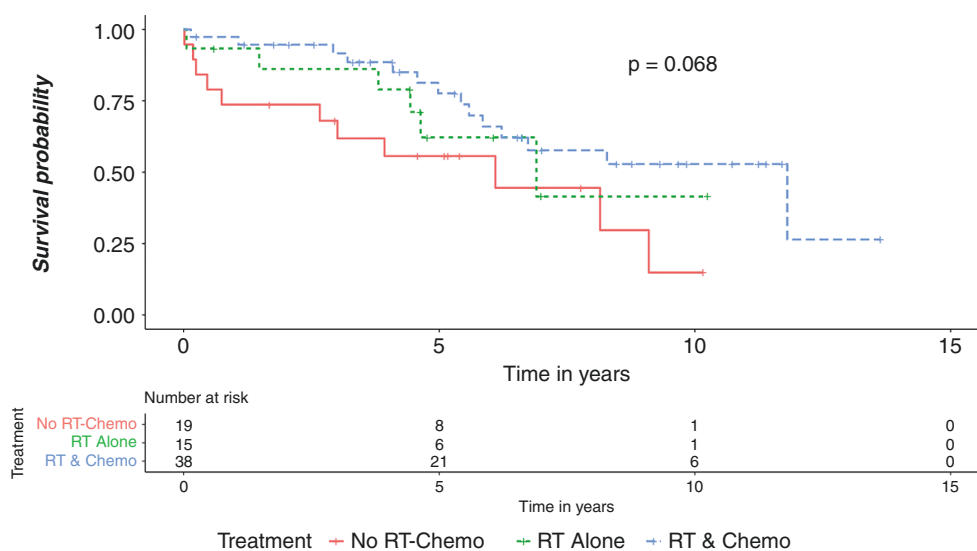 1.00
0.75
0.50
0.25
0.00
Survival probability
p = 0.068
0 5 10 15
Time in years
Number at risk
Treatment
No RT-Chemo 19 8 1 0
RT Alone 15 6 1 0
RT & Chemo 38 21 6 0
0 5 10 15
Time in years
Treatment No RT-Chemo RT Alone RT & Chemo